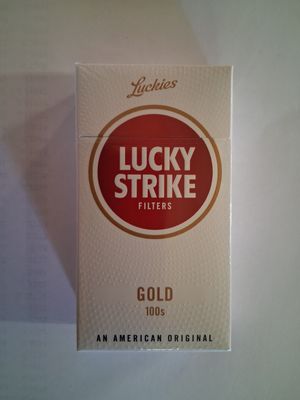 Luckies
LUCKY
STRIKE
FILTERS
GOLD
100s
AN AMERICAN ORIGINAL